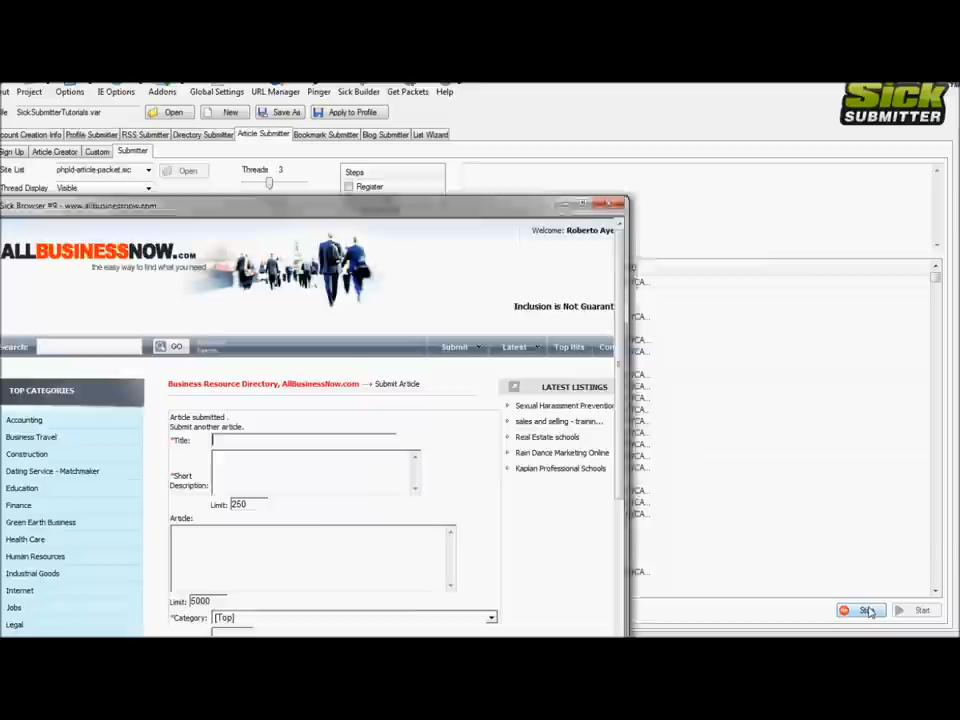 Sick
SUBMITTER
Project Options IE Options Addons Global Settings URL Manager Pinger Sick Builder Get Packets Help
SickSubmitterTutorials.var Open New Save As Apply to Profile
Profile Submitter RSS Submitter Directory Submitter Article Submitter Bookmark Submitter Blog Submitter List Wizard
Sign Up Article Creator Custom Submitter
Site List phpld-article-packet.sic Open Threads 3 Steps
Thread Display Visible Register
Sick Browser #9 - www.allbusinessnow.com
Welcome: Roberto Aye
ALLBUSINESSNOW.COM
the easy way to find what you need
Inclusion is Not Guarant
Search: GO Submit Latest Top Hits Con
TOP CATEGORIES
Accounting
Business Travel
Construction
Dating Service - Matchmaker
Education
Finance
Green Earth Business
Health Care
Human Resources
Industrial Goods
Internet
Jobs
Legal
Business Resource Directory, AllBusinessNow.com Submit Article
Article submitted .
Submit another article.
*Title:
*Short
Description:
Limit: 250
Article:
Limit: 5000
*Category: [Top]
LATEST LISTINGS
Sexual Harassment Preventio
sales and selling - trainin...
Real Estate schools
Rain Dance Marketing Online
Kaplan Professional Schools
Stop Start